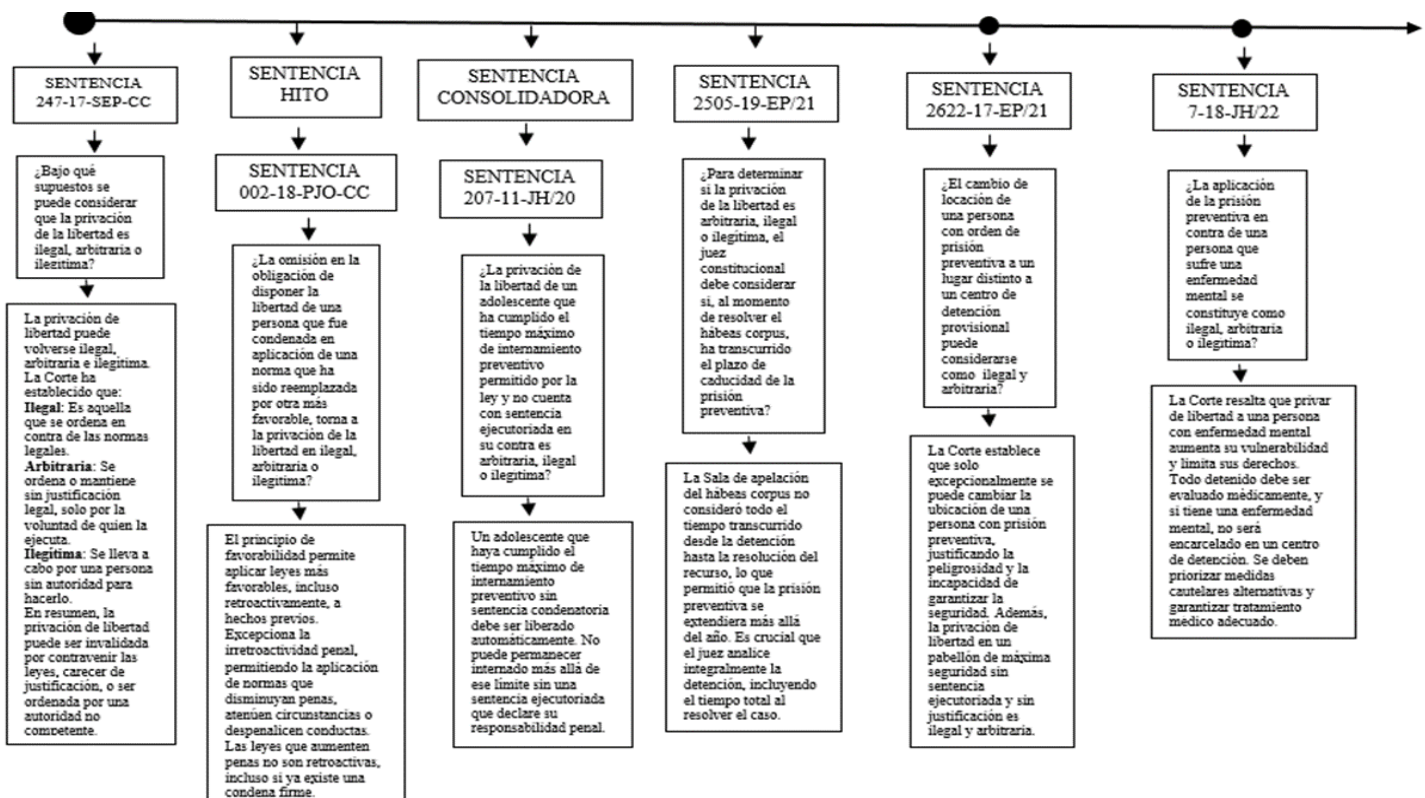 SENTENCIA
247-17-SEP-CC
¿Bajo qué
supuestos se
puede considerar
que la privación
de la libertad es
ilegal, arbitraria o
ilegitima?
La privación de
libertad puede
volverse ilegal,
arbitraria e ilegitima.
La Corte ha
establecido que:
Ilegal: Es aquella
que se ordena en
contra de las normas
legales.
Arbitraria: Se
ordena o mantiene
sin justificación
legal, solo por la
voluntad de quien la
ejecuta.
Ilegítima: Se lleva a
cabo por una persona
sin autoridad para
hacerlo.
En resumen, la
privación de libertad
puede ser invalidada
por contravenir las
leyes, carecer de
justificación, o ser
ordenada por una
autoridad no
competente.
SENTENCIA
HITO
SENTENCIA
002-18-PJO-CC
¿La omisión en la
obligación de
disponer la
libertad de una
persona que fue
condenada en
aplicación de una
norma que ha
sido reemplazada
por otra más
favorable, torna a
la privación de la
libertad en ilegal,
arbitraria o
ilegitima?
El principio de
favorabilidad permite
aplicar leyes más
favorables, incluso
retroactivamente, a
hechos previos.
Excepciona la
irretroactividad penal,
permitiendo la aplicación
de normas que
disminuyan penas,
atenúen circunstancias o
despenalicen conductas.
Las leyes que aumenten
penas no son retroactivas,
incluso si ya existe una
condena firme.
SENTENCIA
CONSOLIDADORA
SENTENCIA
207-11-JH/20
¿La privación de
la libertad de un
adolescente que
ha cumplido el
tiempo máximo
de internamiento
preventivo
permitido por la
ley y no cuenta
con sentencia
ejecutoriada en
su contra es
arbitraria, ilegal
o ilegitima?
Un adolescente que
haya cumplido el
tiempo máximo de
internamiento
preventivo sin
sentencia condenatoria
debe ser liberado
automáticamente. No
puede permanecer
internado más allá de
ese límite sin una
sentencia ejecutoriada
que declare su
responsabilidad penal.
SENTENCIA
2505-19-EP/21
¿Para determinar
si la privación de
la libertad es
arbitraria, ilegal
o ilegítima, el
juez
constitucional
debe considerar
si, al momento
de resolver el
hábeas corpus,
ha transcurrido
el plazo de
caducidad de la
prisión
preventiva?
La Sala de apelación
del hábeas corpus no
consideró todo el
tiempo transcurrido
desde la detención
hasta la resolución del
recurso, lo que
permitió que la prisión
preventiva se
extendiera más allá
del año. Es crucial que
el juez analice
integralmente la
detención, incluyendo
el tiempo total al
resolver el caso.
SENTENCIA
2622-17-EP/21
¿El cambio de
locación de
una persona
con orden de
prisión
preventiva a un
lugar distinto a
un centro de
detención
provisional
puede
considerarse
como ilegal y
arbitraria?
La Corte establece
que solo
excepcionalmente se
puede cambiar la
ubicación de una
persona con prisión
preventiva,
justificando la
peligrosidad y la
incapacidad de
garantizar la
seguridad. Además,
la privación de
libertad en un
pabellón de máxima
seguridad sin
sentencia
ejecutoriada y sin
justificación es
ilegal y arbitraria.
SENTENCIA
7-18-JH/22
¿La aplicación
de la prisión
preventiva en
contra de una
persona que
sufre una
enfermedad
mental se
constituye como
ilegal, arbitraria
o ilegitima?
La Corte resalta que privar
de libertad a una persona
con enfermedad mental
aumenta su vulnerabilidad
y limita sus derechos.
Todo detenido debe ser
evaluado médicamente, y
si tiene una enfermedad
mental, no será
encarcelado en un centro
de detención. Se deben
priorizar medidas
cautelares alternativas y
garantizar tratamiento
medico adecuado.